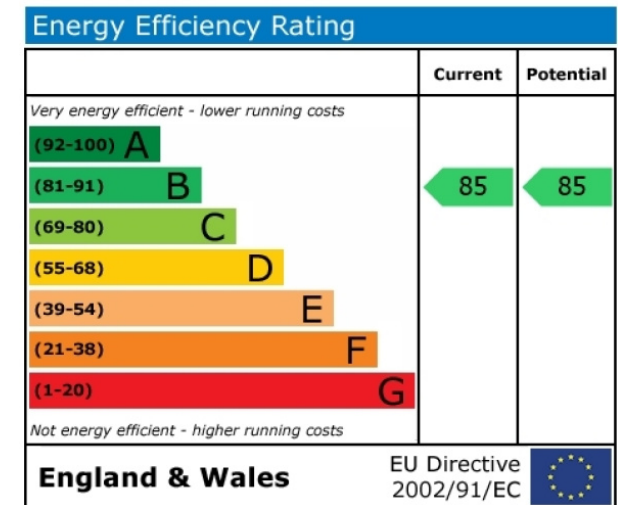 Energy Efficiency Rating
Current Potential
Very energy efficient - lower running costs
(92-100) A
(81-91) B 85 85
(69-80) C
(55-68) D
(39-54) E
(21-38) F
(1-20) G
Not energy efficient - higher running costs
England & Wales
EU Directive
2002/91/EC